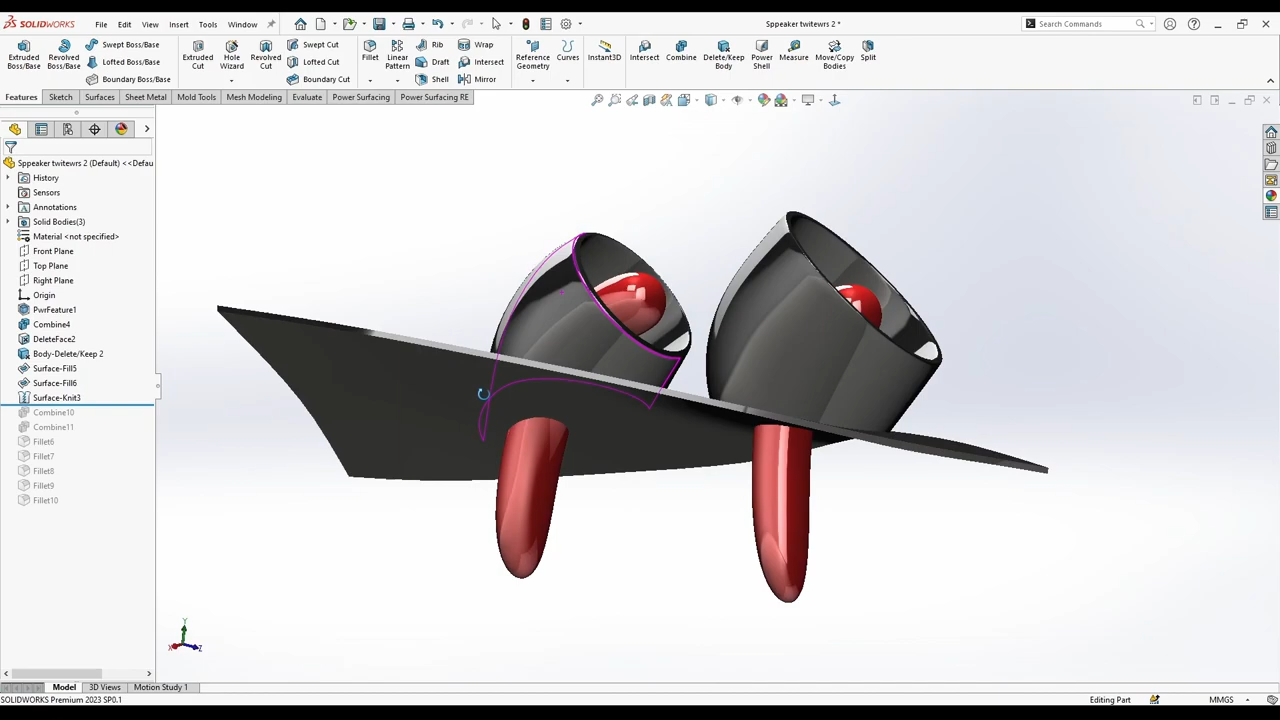 SOLIDWORKS File Edit View Insert Tools Window Sppeaker twitewrs 2 * Search Commands
Extruded Boss/Base Revolved Boss/Base Swept Boss/Base Lofted Boss/Base Boundary Boss/Base Extruded Cut Hole Wizard Revolved Cut Swept Cut Lofted Cut Boundary Cut Fillet Linear Pattern Rib Draft Shell Wrap Intersect Mirror Reference Geometry Curves Instant3D Intersect Combine Delete/Keep Body Power Shell Measure Move/Copy Bodies Split
Features Sketch Surfaces Sheet Metal Mold Tools Mesh Modeling Evaluate Power Surfacing Power Surfacing RE
Sppeaker twitewrs 2 (Default) <<Defau
History
Sensors
Annotations
Solid Bodies(3)
Material <not specified>
Front Plane
Top Plane
Right Plane
Origin
PwrFeature1
Combine4
DeleteFace2
Body-Delete/Keep 2
Surface-Fill5
Surface-Fill6
Surface-Knit3
Combine10
Combine11
Fillet6
Fillet7
Fillet8
Fillet9
Fillet10
Y
X Z
Model 3D Views Motion Study 1
SOLIDWORKS Premium 2023 SP0.1 Editing Part MMGS